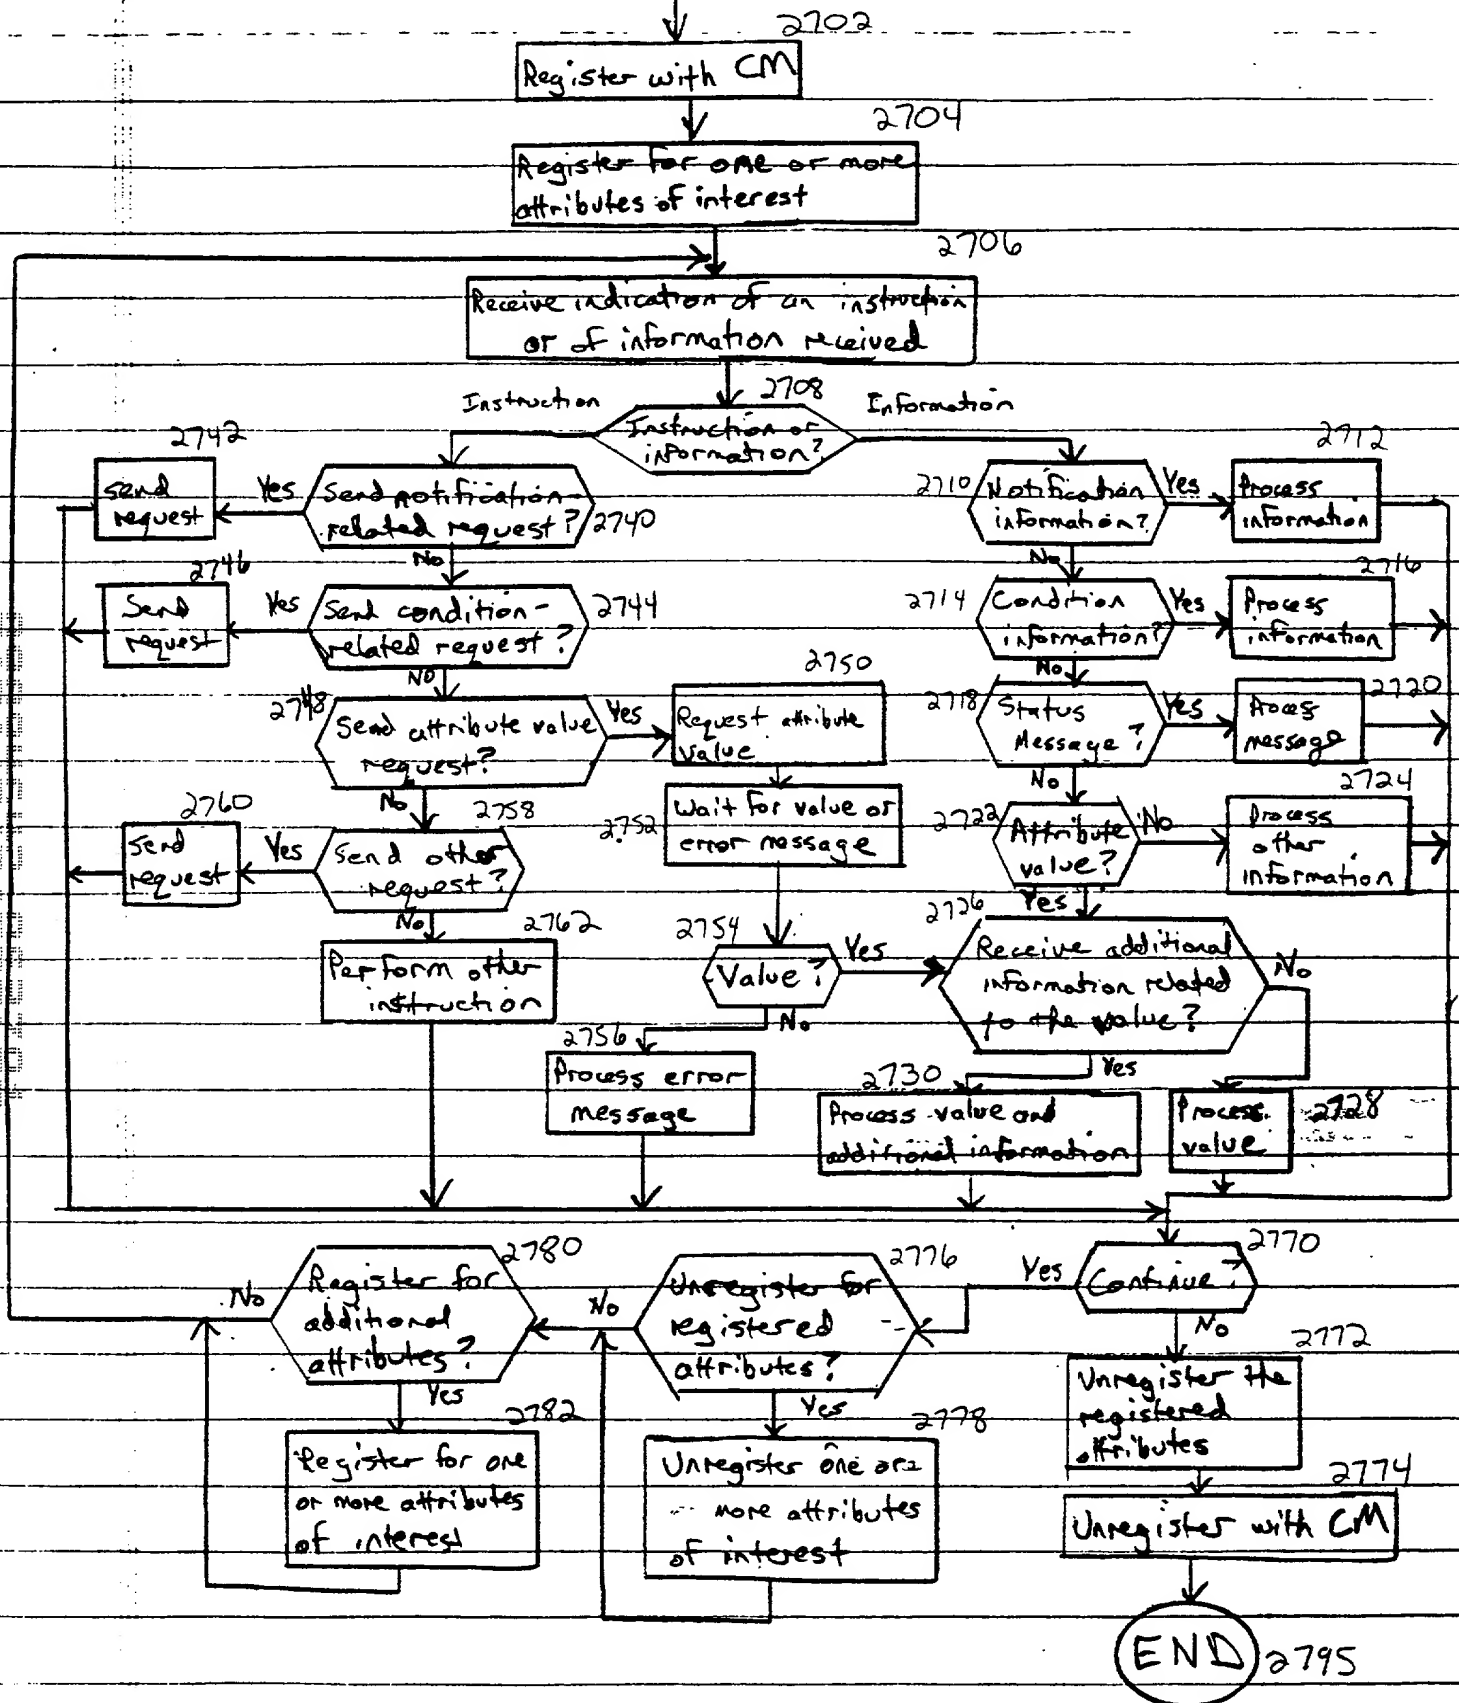 2702
Register with CM
2704
Register for one or more
attributes of interest
2706
Receive indication of an instruction
or of information received
2708
Instruction
Information
Instruction or
information?
2742
Send
request
Yes
Send notification-
related request?
2740
No
2746
Send
request
Yes
Send condition-
related request?
2744
No
2748
Send attribute value
request?
Yes
2750
Request attribute
value
No
2752
Wait for value or
error message
2760
Send
request
Yes
2758
Send other
request?
No
2762
Perform other
instruction
2754
Value?
Yes
No
2756
Process error
message
2710
Notification
information?
Yes
2712
Process
information
No
2714
Condition
information?
Yes
2716
Process
information
No
2718
Status
Message?
Yes
2720
Process
message
No
2722
Attribute
value?
No
2724
Process
other
information
Yes
2726
Receive additional
information related
to the value?
No
Yes
2730
Process value and
additional information
Process
value
2728
2770
Continue?
Yes
No
2772
Unregister the
registered
attributes
2774
Unregister with CM
END
2795
2776
Unregister for
registered
attributes?
No
Yes
2778
Unregister one or
more attributes
of interest
2780
Register for
additional
attributes?
No
Yes
2782
Register for one
or more attributes
of interest